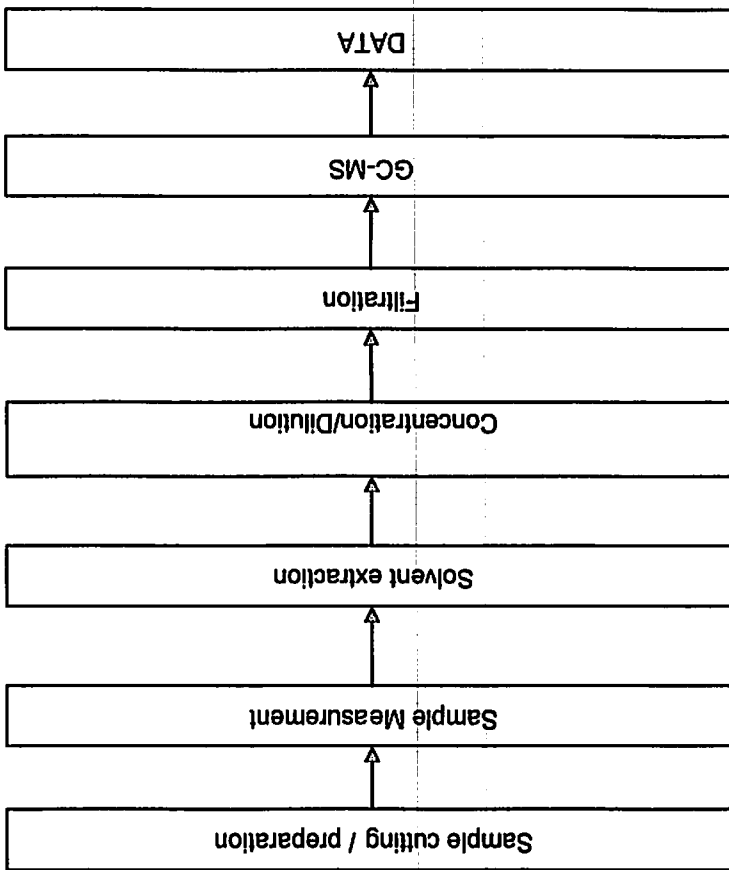 Sample cutting / preparation
Sample Measurement
Solvent extraction
Concentration/Dilution
Filtration
GC-MS
DATA